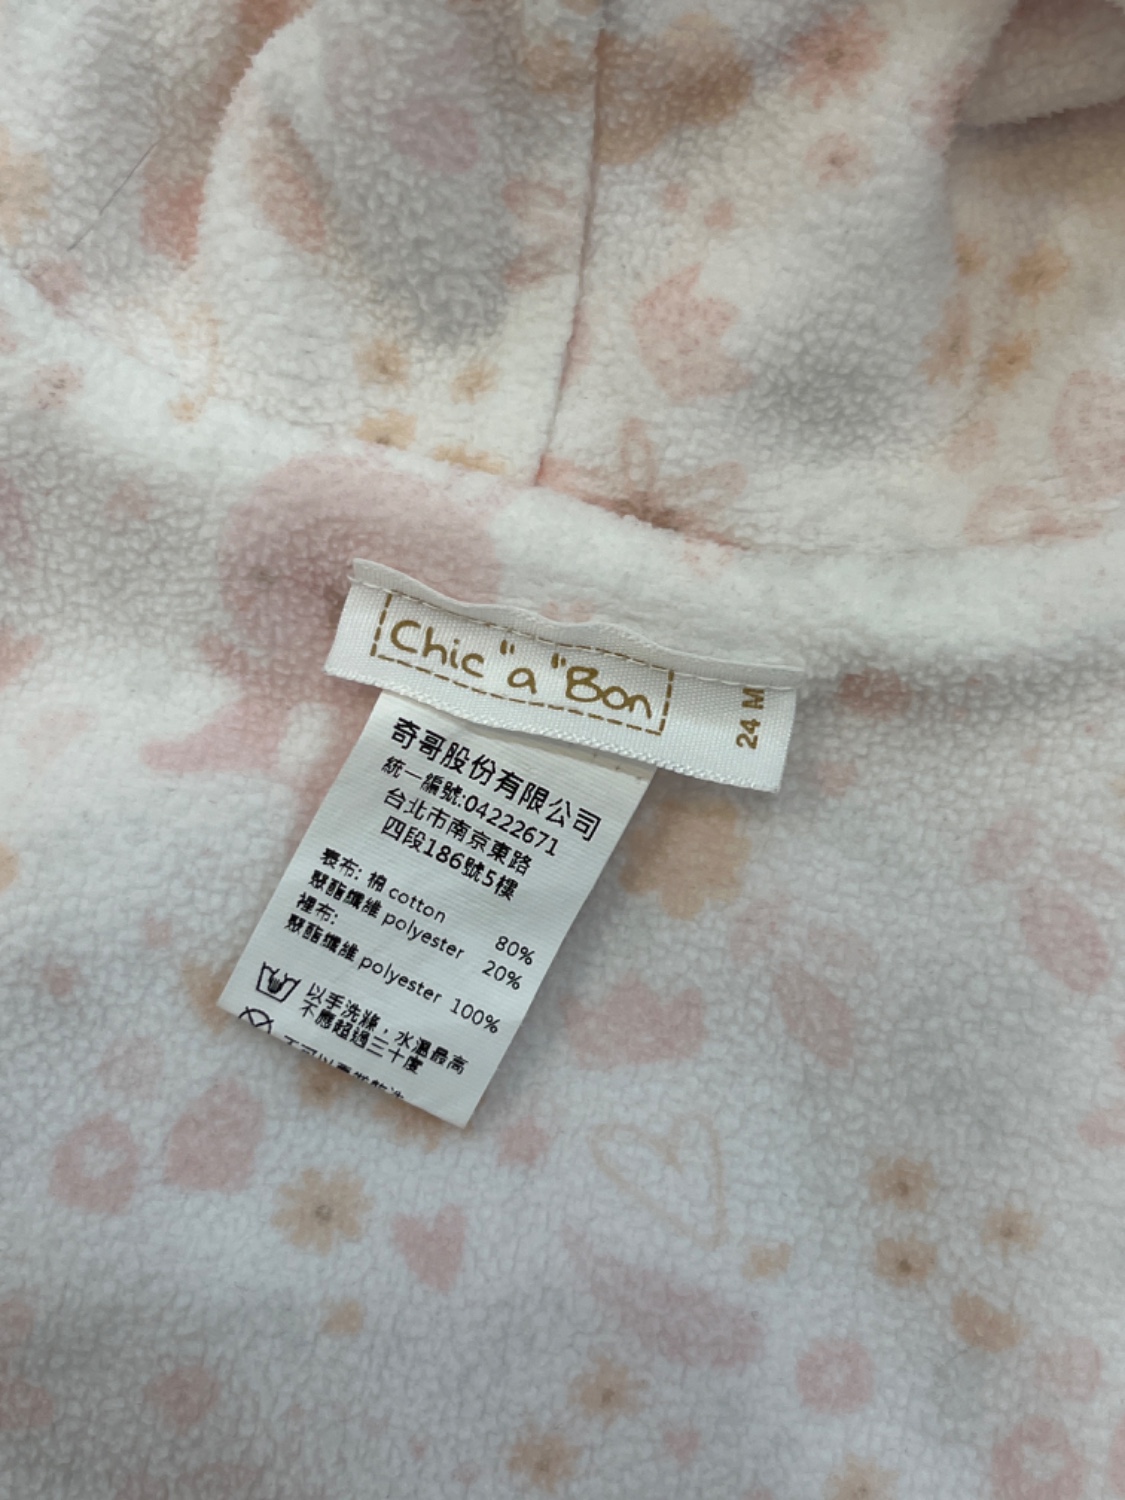 Chic "a" Bon
24 M
奇哥股份有限公司
統一編號:04222671
台北市南京東路
四段186號5樓
表布: 棉 cotton 80%
聚酯纖維 polyester 20%
裡布:
聚酯纖維 polyester 100%
以手洗滌，水溫最高
不應超過三十度